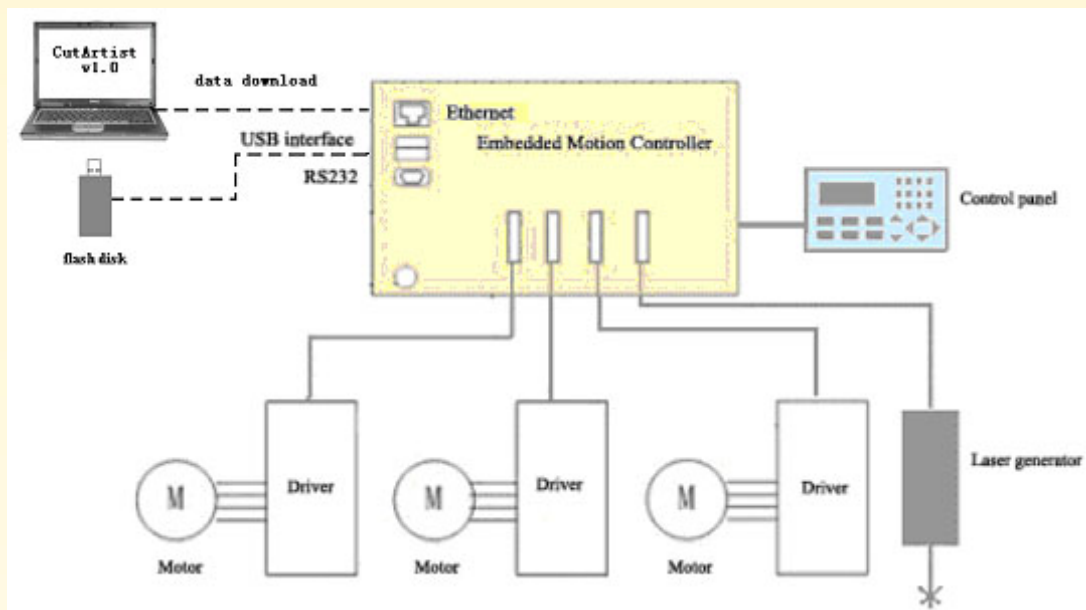 CutArtist
v1.0
data download
Ethernet
USB interface
Embedded Motion Controller
RS232
Control panel
flash disk
Driver
Driver
Driver
Laser generator
M
M
M
Motor
Motor
Motor